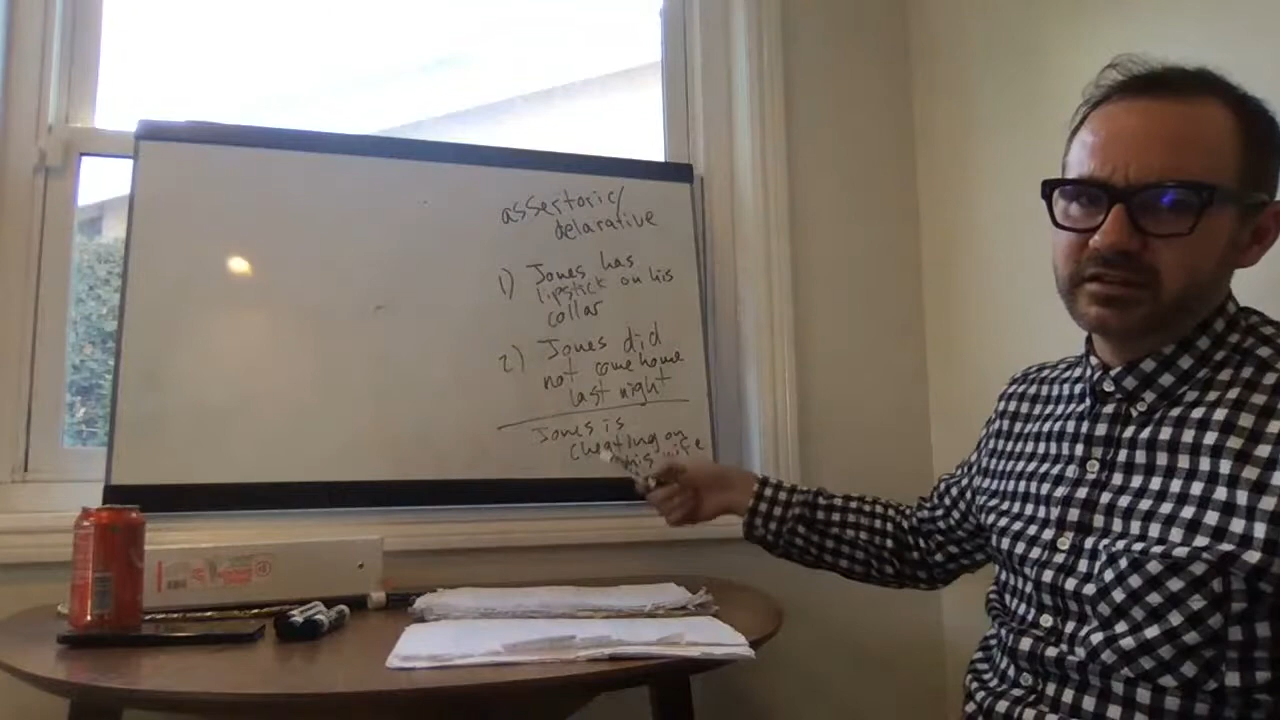 assertoric/
delarative
1) Jones has
lipstick on his
collar
2) Jones did
not come home
last night
Jones is
cheating on
his wife